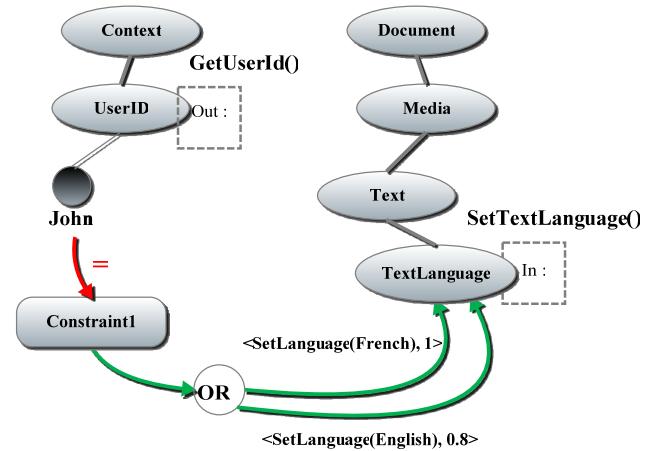 Context
Document
GetUserId()
UserID
Out :
Media
John
Text
SetTextLanguage()
=
TextLanguage
In :
Constraint1
<SetLanguage(French), 1>
OR
<SetLanguage(English), 0.8>